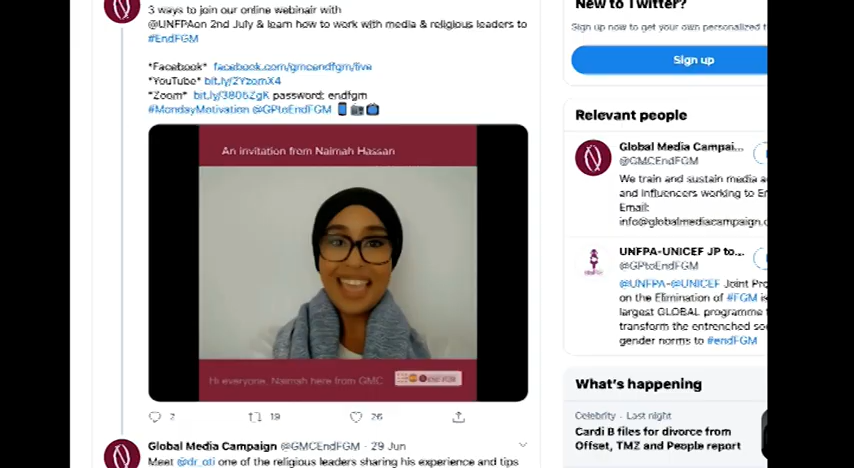 3 ways to join our online webinar with
@UNFPAon 2nd July & learn how to work with media & religious leaders to
#EndFGM
*Facebook* facebook.com/gmcendfgm/live
*YouTube* bit.ly/2YzomX4
*Zoom* bit.ly/3806ZgK password; endfgm
#MondayMotivation @GPtoEndFGM
An invitation from Naimah Hassan
Hi everyone, Naimah here from GMC
2 19 26
Global Media Campaign @GMCEndFGM · 29 Jun
Meet @dr_ati one of the religious leaders sharing his experience and tips
New to Twitter?
Sign up now to get your own personalized t
Sign up
Relevant people
Global Media Campai...
@GMCEndFGM
We train and sustain media a
and influencers working to E
Email:
info@globalmediacampaign.c
UNFPA-UNICEF JP to...
@GPtoEndFGM
@UNFPA-@UNICEF Joint Pro
on the Elimination of #FGM is
largest GLOBAL programme t
transform the entrenched so
gender norms to #endFGM
What's happening
Celebrity · Last night
Cardi B files for divorce from
Offset, TMZ and People report